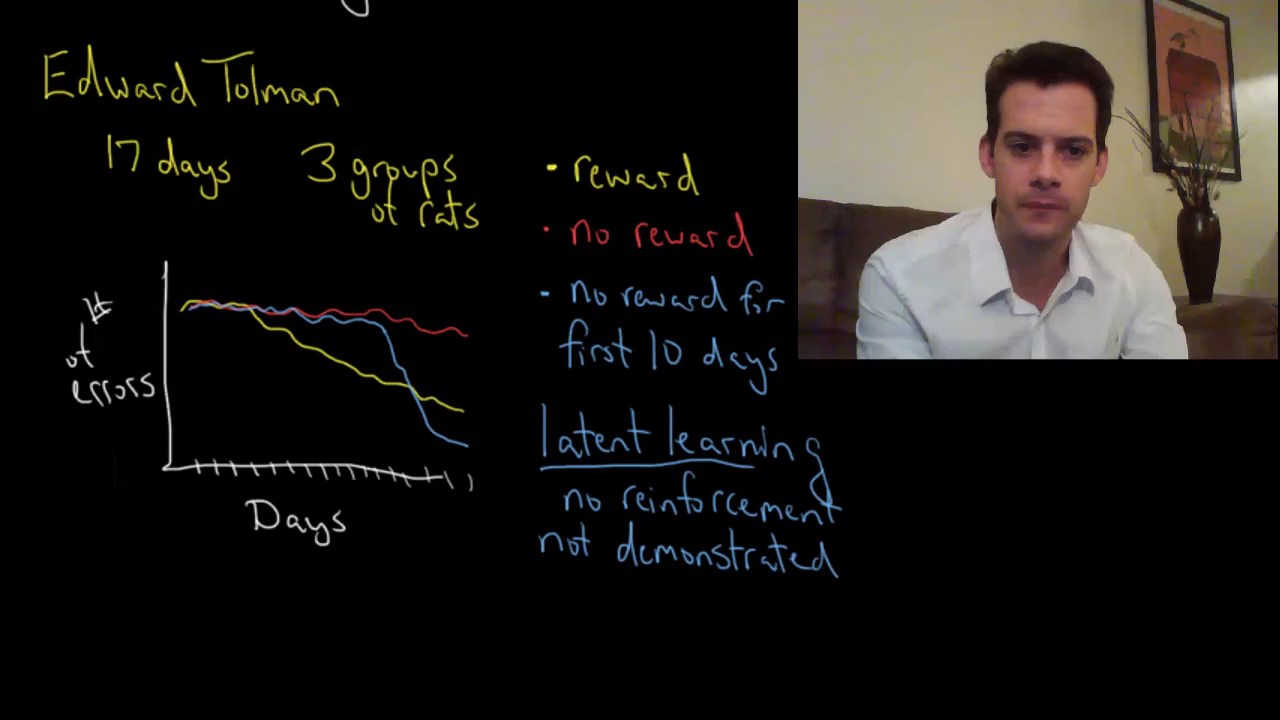 Edward Tolman
17 days
3 groups
of rats
• reward
• no reward
- no reward for
first 10 days
# of
errors
Days
latent learning
no reinforcement
not demonstrated